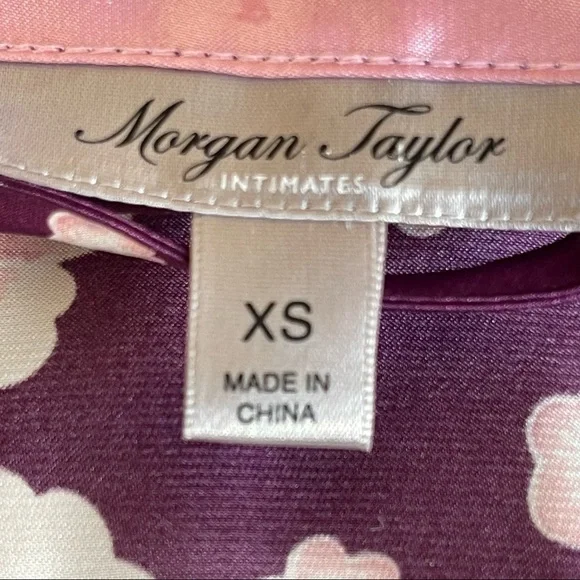 Morgan Taylor
INTIMATES
XS
MADE IN
CHINA